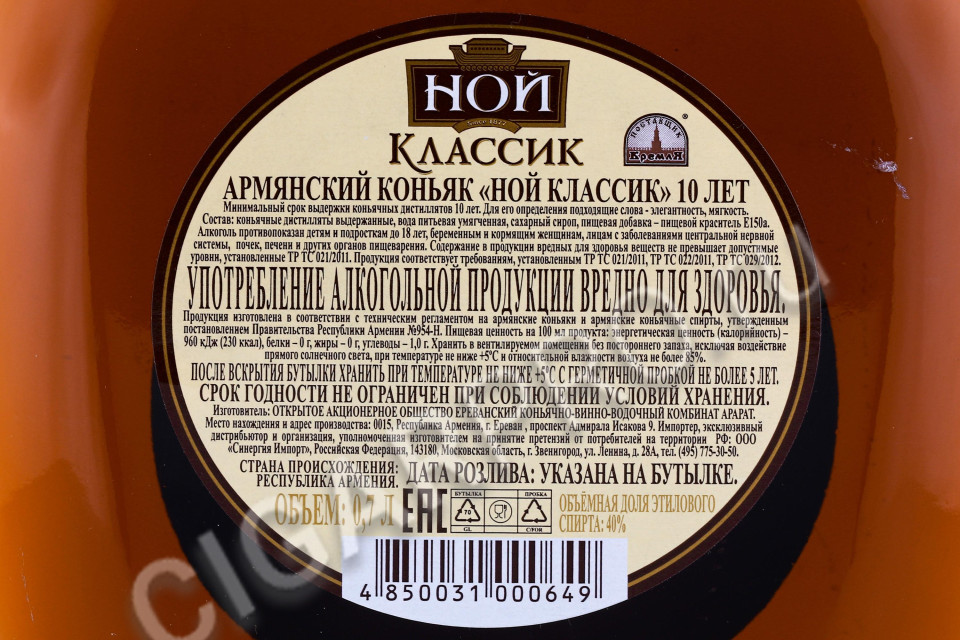 НОЙ
Since 1877
ПОСТАВЩИК
КРЕМЛЯ
КЛАССИК
АРМЯНСКИЙ КОНЬЯК «НОЙ КЛАССИК» 10 ЛЕТ
Минимальный срок выдержки коньячных дистиллятов 10 лет. Для его определения подходящие слова - элегантность, мягкость.
Состав: коньячные дистилляты выдержанные, вода питьевая умягченная, сахарный сироп, пищевая добавка – пищевой краситель Е150а.
Алкоголь противопоказан детям и подросткам до 18 лет, беременным и кормящим женщинам, лицам с заболеваниями центральной нервной
системы, почек, печени и других органов пищеварения. Содержание в продукции вредных для здоровья веществ не превышает допустимые
уровни, установленные ТР ТС 021/2011. Продукция соответствует требованиям, установленным ТР ТС 021/2011, ТР ТС 022/2011, ТР ТС 029/2012.
УПОТРЕБЛЕНИЕ АЛКОГОЛЬНОЙ ПРОДУКЦИИ ВРЕДНО ДЛЯ ЗДОРОВЬЯ.
Продукция изготовлена в соответствии с техническим регламентом на армянские коньяки и армянские коньячные спирты, утвержденным
постановлением Правительства Республики Армении №954-Н. Пищевая ценность на 100 мл продукта: энергетическая ценность (калорийность) –
960 кДж (230 ккал), белки – 0 г, жиры – 0 г, углеводы – 1,0 г. Хранить в вентилируемом помещении без постороннего запаха, исключая воздействие
прямого солнечного света, при температуре не ниже +5°С и относительной влажности воздуха не более 85%.
ПОСЛЕ ВСКРЫТИЯ БУТЫЛКИ ХРАНИТЬ ПРИ ТЕМПЕРАТУРЕ НЕ НИЖЕ +5°С С ГЕРМЕТИЧНОЙ ПРОБКОЙ НЕ БОЛЕЕ 5 ЛЕТ.
СРОК ГОДНОСТИ НЕ ОГРАНИЧЕН ПРИ СОБЛЮДЕНИИ УСЛОВИЙ ХРАНЕНИЯ.
Изготовитель: ОТКРЫТОЕ АКЦИОНЕРНОЕ ОБЩЕСТВО ЕРЕВАНСКИЙ КОНЬЯЧНО-ВИННО-ВОДОЧНЫЙ КОМБИНАТ АРАРАТ.
Место нахождения и адрес производства: 0015, Республика Армения, г. Ереван, проспект Адмирала Исакова 9. Импортер, эксклюзивный
дистрибьютор и организация, уполномоченная изготовителем на принятие претензий от потребителей на территории РФ: ООО
«Синергия Импорт», Российская Федерация, 143180, Московская область, г. Звенигород, ул. Ленина, д. 28А, тел. (495) 775-30-50.
СТРАНА ПРОИСХОЖДЕНИЯ:
РЕСПУБЛИКА АРМЕНИЯ.
ДАТА РОЗЛИВА: УКАЗАНА НА БУТЫЛКЕ.
ОБЪЕМ: 0,7 Л
EAC
БУТЫЛКА
70
GL
ПРОБКА
C/FOR
ОБЪЁМНАЯ ДОЛЯ ЭТИЛОВОГО
СПИРТА: 40%
4 850031 000649